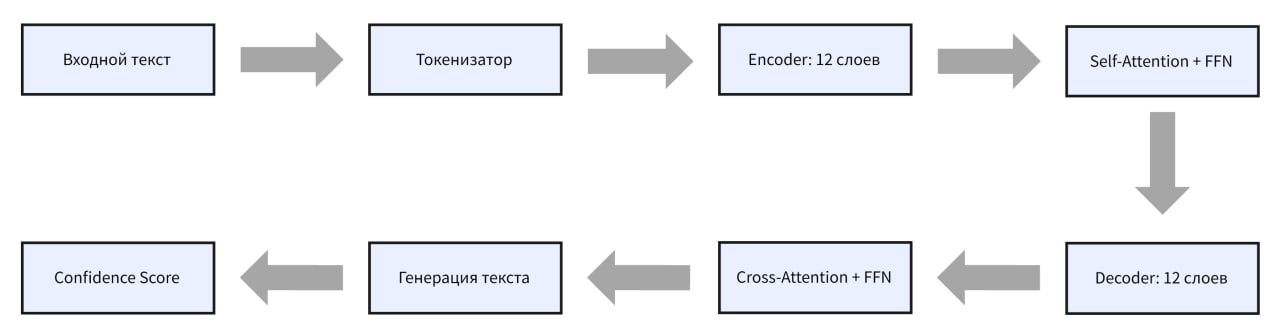 Входной текст
Токенизатор
Encoder: 12 слоев
Self-Attention + FFN
Decoder: 12 слоев
Cross-Attention + FFN
Генерация текста
Confidence Score